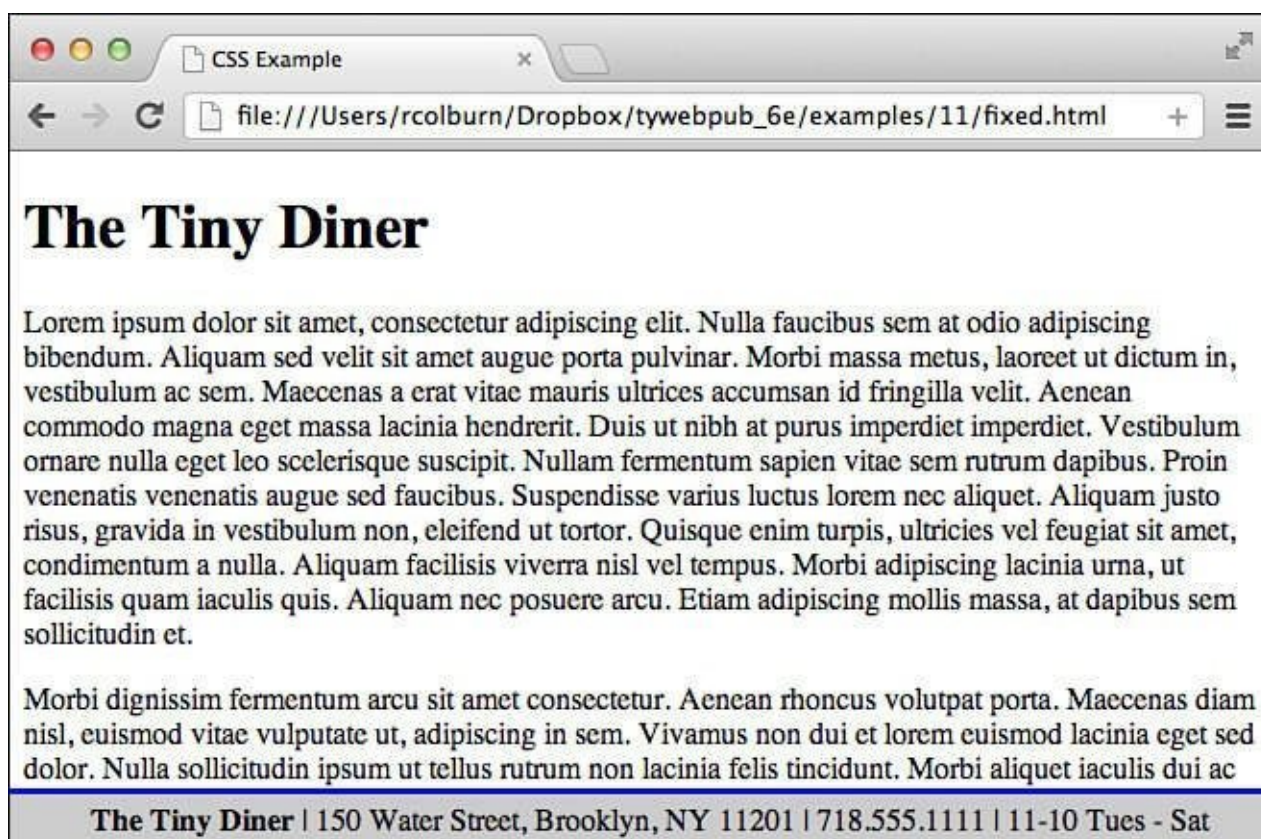 CSS Example
file:///Users/rcolburn/Dropbox/tywebpub_6e/examples/11/fixed.html
The Tiny Diner
Lorem ipsum dolor sit amet, consectetur adipiscing elit. Nulla faucibus sem at odio adipiscing
bibendum. Aliquam sed velit sit amet augue porta pulvinar. Morbi massa metus, laoreet ut dictum in,
vestibulum ac sem. Maecenas a erat vitae mauris ultrices accumsan id fringilla velit. Aenean
commodo magna eget massa lacinia hendrerit. Duis ut nibh at purus imperdiet imperdiet. Vestibulum
ornare nulla eget leo scelerisque suscipit. Nullam fermentum sapien vitae sem rutrum dapibus. Proin
venenatis venenatis augue sed faucibus. Suspendisse varius luctus lorem nec aliquet. Aliquam justo
risus, gravida in vestibulum non, eleifend ut tortor. Quisque enim turpis, ultricies vel feugiat sit amet,
condimentum a nulla. Aliquam facilisis viverra nisl vel tempus. Morbi adipiscing lacinia urna, ut
facilisis quam iaculis quis. Aliquam nec posuere arcu. Etiam adipiscing mollis massa, at dapibus sem
sollicitudin et.
Morbi dignissim fermentum arcu sit amet consectetur. Aenean rhoncus volutpat porta. Maecenas diam
nisl, euismod vitae vulputate ut, adipiscing in sem. Vivamus non dui et lorem euismod lacinia eget sed
dolor. Nulla sollicitudin ipsum ut tellus rutrum non lacinia felis tincidunt. Morbi aliquet iaculis dui ac
The Tiny Diner | 150 Water Street, Brooklyn, NY 11201 | 718.555.1111 | 11-10 Tues - Sat